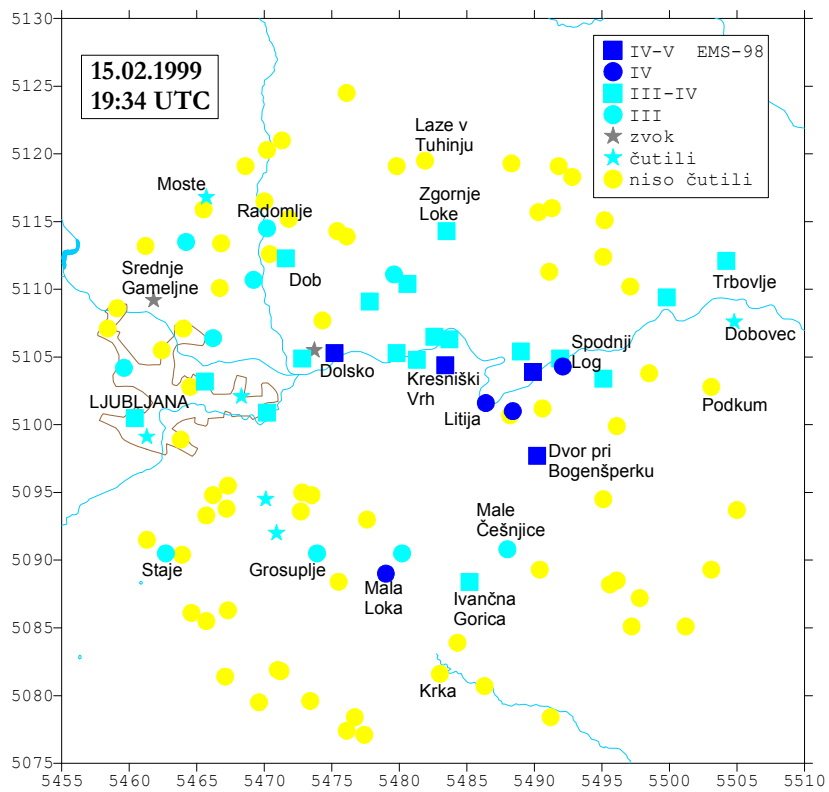 5130
5125
5120
5115
5110
5105
5100
5095
5090
5085
5080
5075
5455 5460 5465 5470 5475 5480 5485 5490 5495 5500 5505 5510
15.02.1999
19:34 UTC
IV-V EMS-98
IV
III-IV
III
zvok
čutili
niso čutili
Laze v
Tuhinju
Moste
Radomlje
Zgornje
Loke
Srednje
Gameljne
Dob
Trbovlje
Dobovec
Spodnji
Log
Dolsko
Kresniški
Vrh
LJUBLJANA
Litija
Podkum
Dvor pri
Bogenšperku
Male
Češnjice
Staje
Grosuplje
Mala
Loka
Ivančna
Gorica
Krka